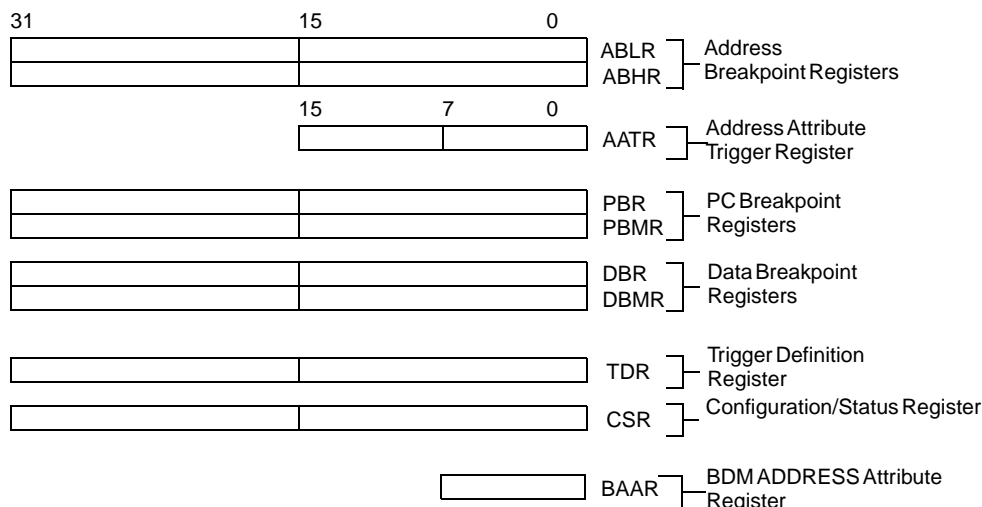 31 15 0
ABLR Address
ABHR Breakpoint Registers
15 7 0
AATR Address Attribute
Trigger Register
PBR PC Breakpoint
PBMR Registers
DBR Data Breakpoint
DBMR Registers
TDR Trigger Definition
Register
CSR Configuration/Status Register
BAAR BDM ADDRESS Attribute
Register